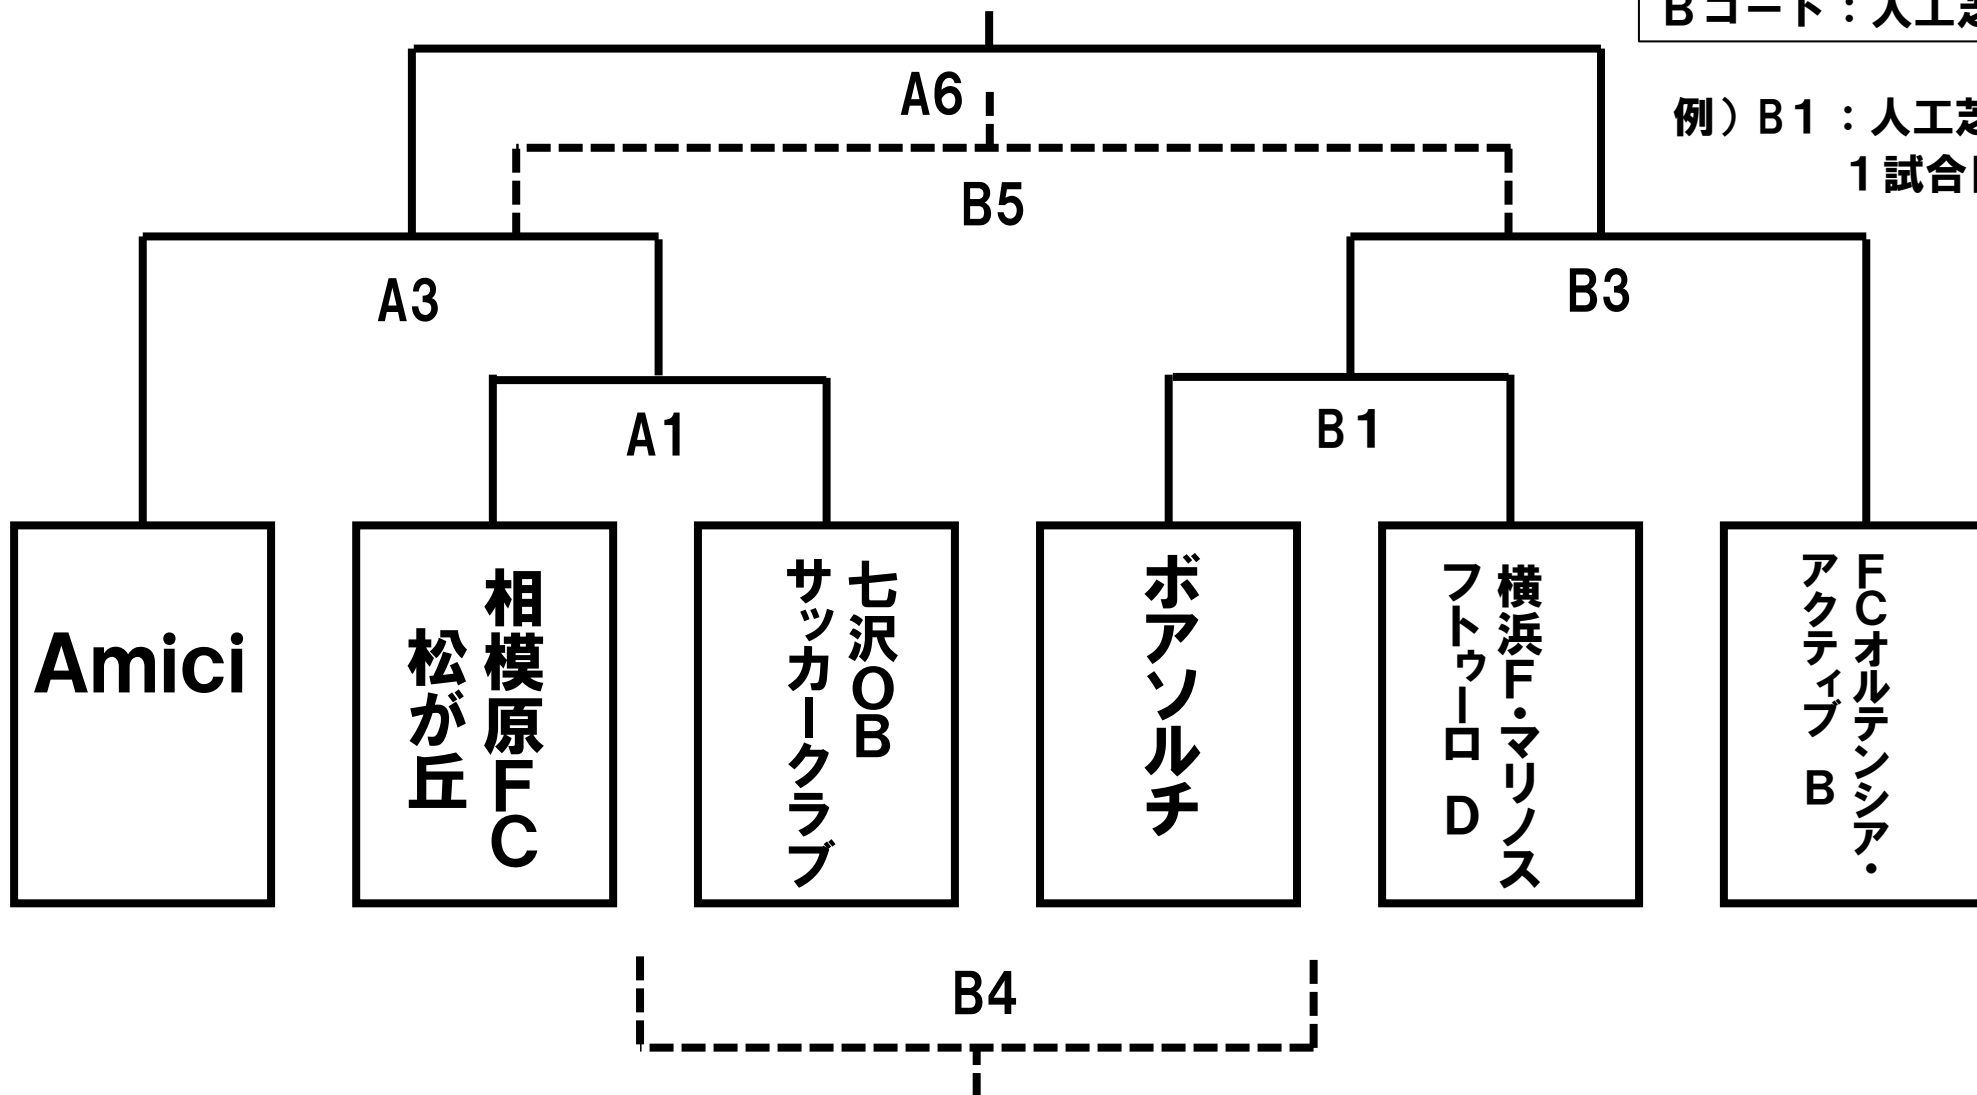 Bコート：人工芝
例）B1：人工芝
1試合
A6
B5
A3
B3
A1
B1
Amici
相模原FC
松が丘
七沢OB
サッカークラブ
ボアソルチ
横浜F・マリノス
フトゥーロ D
FCオルテンシア・
アクティブ B
B4